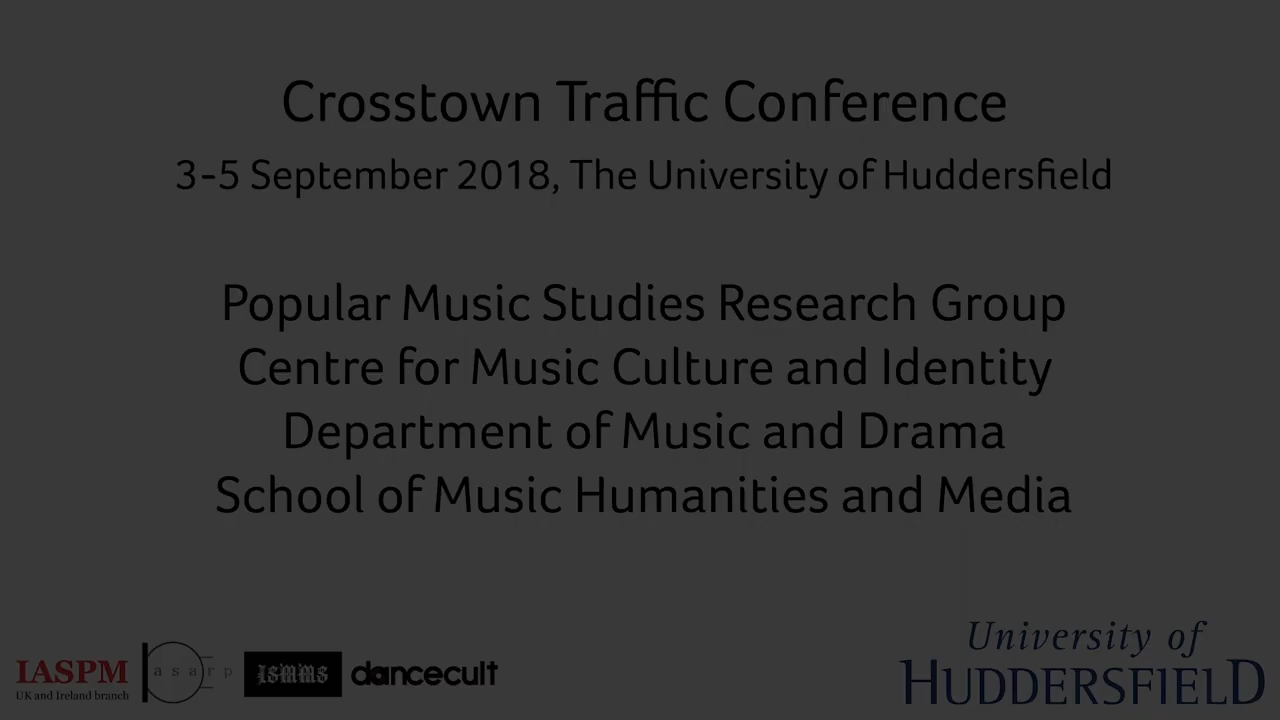 Crosstown Traffic Conference
3-5 September 2018, The University of Huddersfield
Popular Music Studies Research Group
Centre for Music Culture and Identity
Department of Music and Drama
School of Music Humanities and Media
IASPM
UK and Ireland branch
asarp
ISMMS
dancecult
University of
HUDDERSFIELD